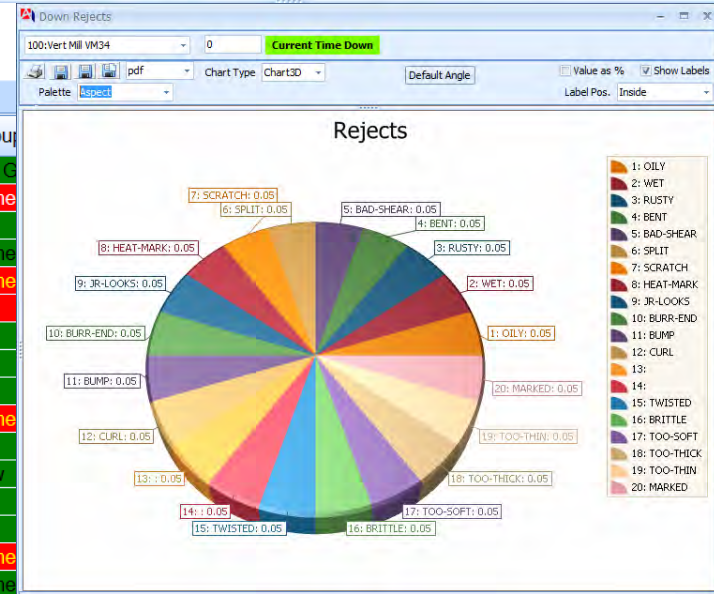 Down Rejects
100:Vert Mill VM34
0
Current Time Down
pdf
Chart Type
Chart3D
Default Angle
Value as %
Show Labels
Palette
Aspect
Label Pos.
Inside
Rejects
7: SCRATCH: 0.05
6: SPLIT: 0.05
5: BAD-SHEAR: 0.05
4: BENT: 0.05
8: HEAT-MARK: 0.05
3: RUSTY: 0.05
9: JR-LOOKS: 0.05
2: WET: 0.05
10: BURR-END: 0.05
1: OILY: 0.05
11: BUMP: 0.05
20: MARKED: 0.05
12: CURL: 0.05
19: TOO-THIN: 0.05
13: : 0.05
18: TOO-THICK: 0.05
14: : 0.05
17: TOO-SOFT: 0.05
15: TWISTED: 0.05
16: BRITTLE: 0.05
1: OILY
2: WET
3: RUSTY
4: BENT
5: BAD-SHEAR
6: SPLIT
7: SCRATCH
8: HEAT-MARK
9: JR-LOOKS
10: BURR-END
11: BUMP
12: CURL
13:
14:
15: TWISTED
16: BRITTLE
17: TOO-SOFT
18: TOO-THICK
19: TOO-THIN
20: MARKED